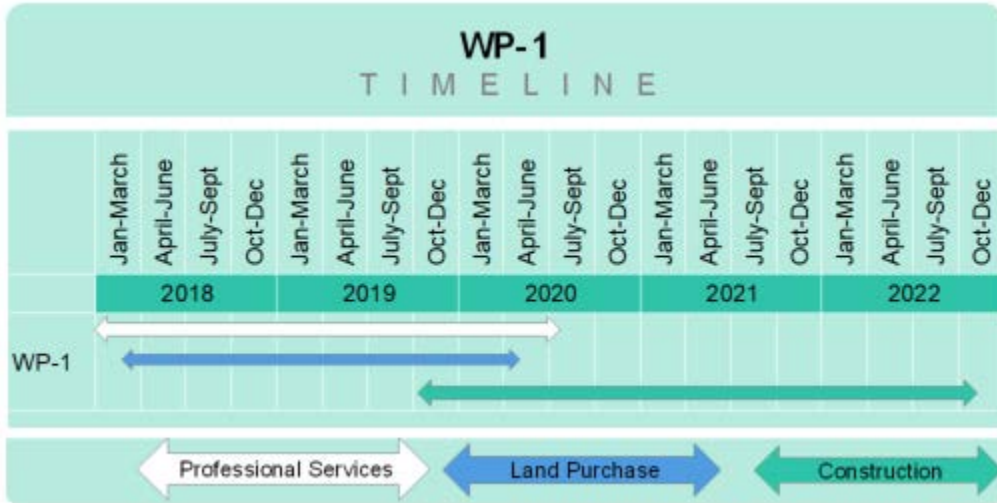 WP-1
TIMELINE
Jan-March April-June July-Sept Oct-Dec Jan-March April-June July-Sept Oct-Dec Jan-March April-June July-Sept Oct-Dec Jan-March April-June July-Sept Oct-Dec Jan-March April-June July-Sept Oct-Dec
2018 2019 2020 2021 2022
WP-1
Professional Services Land Purchase Construction